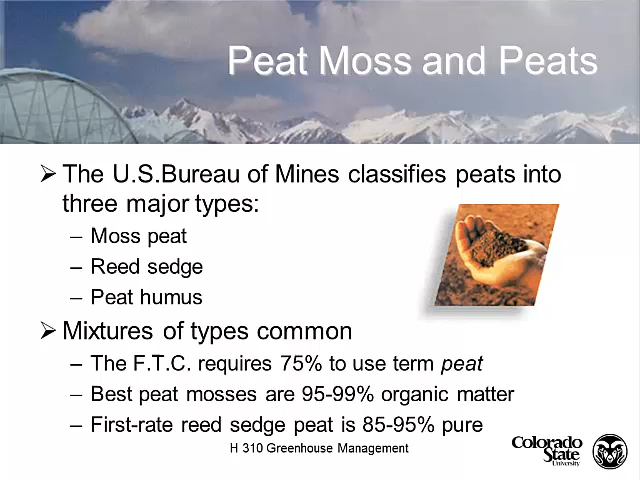 Peat Moss and Peats
➢ The U.S.Bureau of Mines classifies peats into
three major types:
– Moss peat
– Reed sedge
– Peat humus
➢ Mixtures of types common
– The F.T.C. requires 75% to use term peat
– Best peat mosses are 95-99% organic matter
– First-rate reed sedge peat is 85-95% pure
H 310 Greenhouse Management
Colorado
State
University